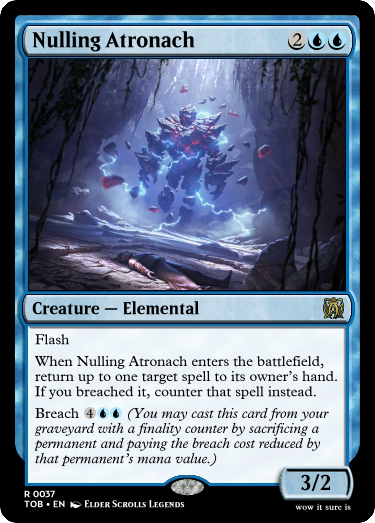 Nulling Atronach 2
Creature — Elemental
Flash
When Nulling Atronach enters the battlefield,
return up to one target spell to its owner's hand.
If you breached it, counter that spell instead.
Breach 4 (You may cast this card from your
graveyard with a finality counter by sacrificing a
permanent and paying the breach cost reduced by
that permanent's mana value.)
3/2
R 0037
TOB • EN Elder Scrolls Legends
wow it sure is